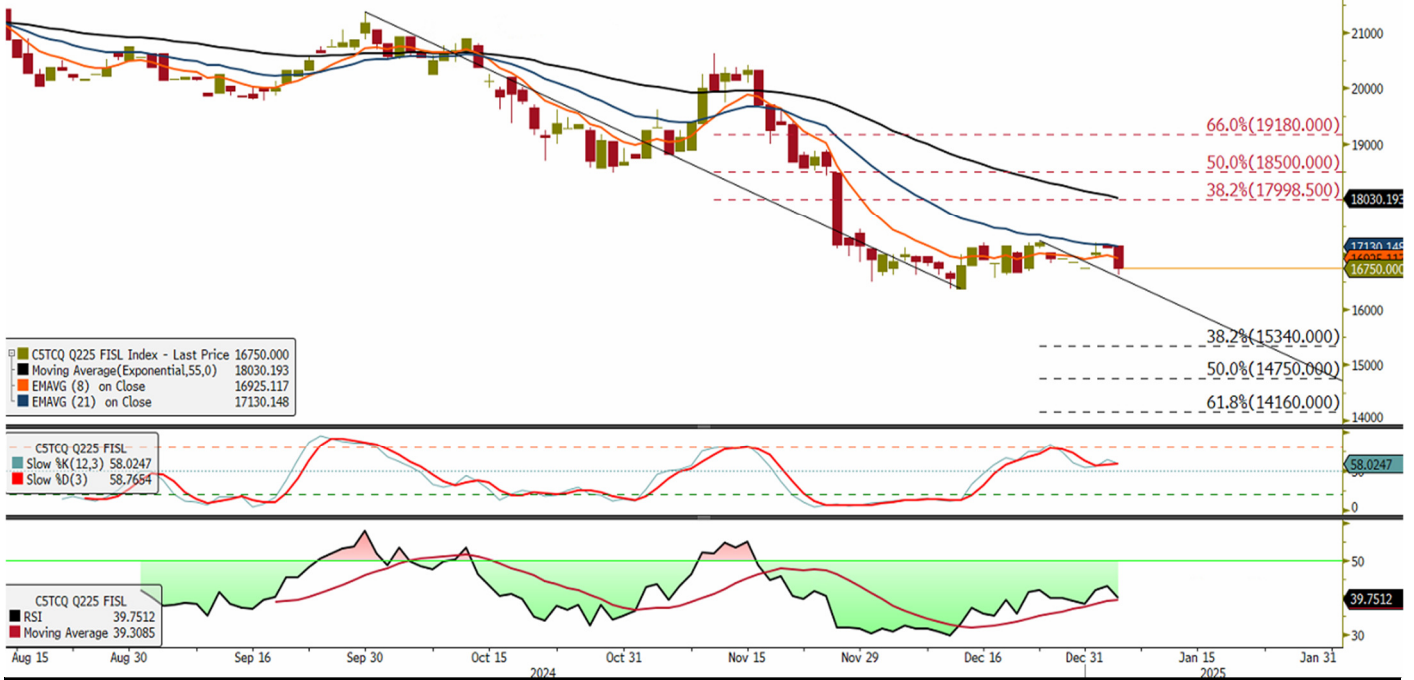 21000
20000
19000
18000
17000
16000
15000
14000
66.0%(19180.000)
50.0%(18500.000)
38.2%(17998.500)
18030.193
17130.148
16925.117
16750.000
38.2%(15340.000)
50.0%(14750.000)
61.8%(14160.000)
C5TCQ Q225 FISL Index - Last Price 16750.000
Moving Average(Exponential,55,0) 18030.193
EMAVG (8) on Close 16925.117
EMAVG (21) on Close 17130.148
C5TCQ Q225 FISL
Slow %K(12,3) 58.0247
Slow %D(3) 58.7654
58.0247
50
0
C5TCQ Q225 FISL
RSI 39.7512
Moving Average 39.3085
50
39.7512
30
Aug 15 Aug 30 Sep 16 Sep 30 Oct 15 Oct 31 Nov 15 Nov 29 Dec 16 Dec 31 Jan 15 Jan 31
2024 2025